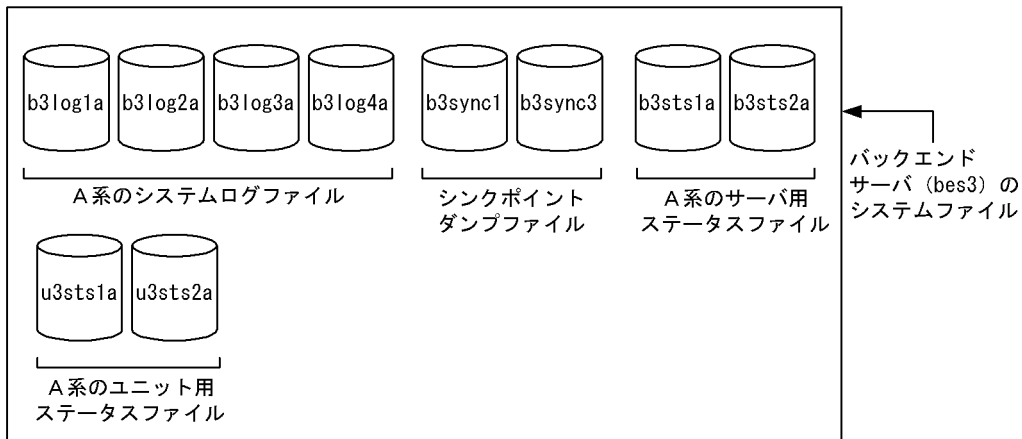 b3log1a b3log2a b3log3a b3log4a b3sync1 b3sync3 b3sts1a b3sts2a
A系のシステムログファイル
シンクポイント
ダンプファイル
A系のサーバ用
ステータスファイル
バックエンド
サーバ(bes3)の
システムファイル
u3sts1a u3sts2a
A系のユニット用
ステータスファイル